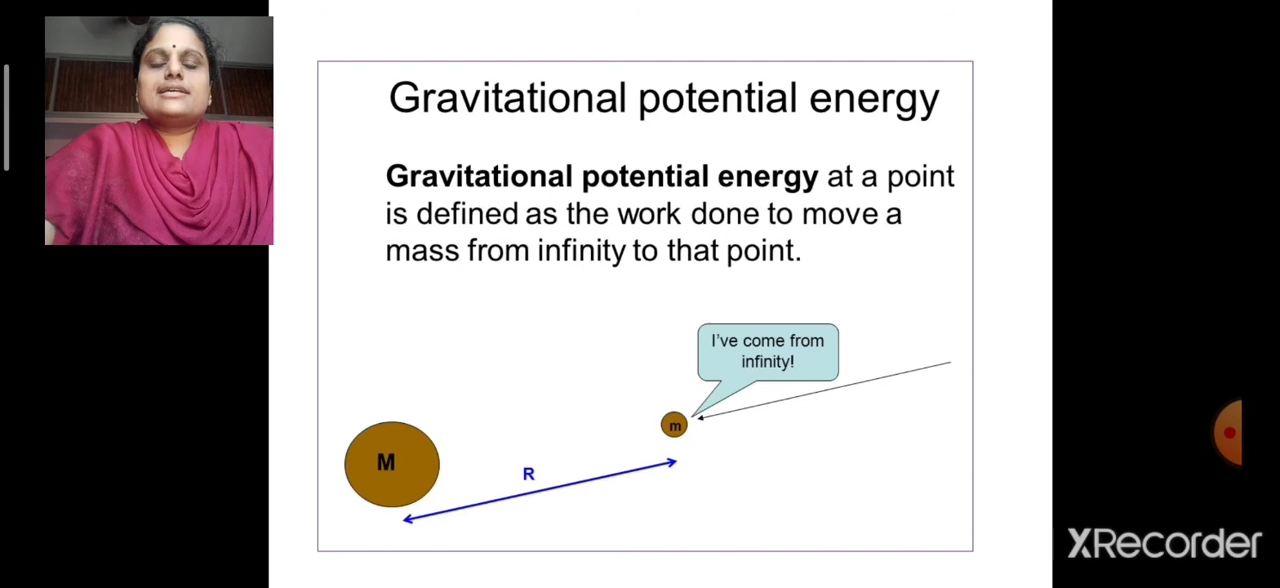 Gravitational potential energy
Gravitational potential energy at a point
is defined as the work done to move a
mass from infinity to that point.
I've come from
infinity!
m
M
R
XRecorder